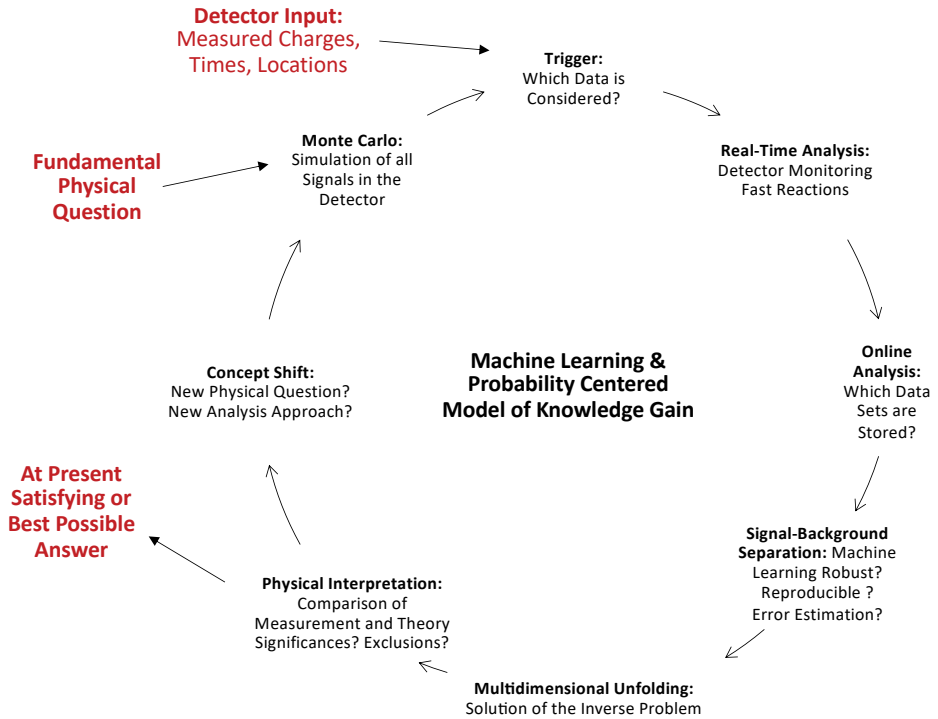 Detector Input:
Measured Charges,
Times, Locations
Trigger:
Which Data is
Considered?
Monte Carlo:
Simulation of all
Signals in the
Detector
Fundamental
Physical
Question
Real-Time Analysis:
Detector Monitoring
Fast Reactions
Online
Analysis:
Which Data
Sets are
Stored?
Machine Learning &
Probability Centered
Model of Knowledge Gain
Concept Shift:
New Physical Question?
New Analysis Approach?
At Present
Satisfying or
Best Possible
Answer
Signal-Background
Separation: Machine
Learning Robust?
Reproducible ?
Error Estimation?
Physical Interpretation:
Comparison of
Measurement and Theory
Significances? Exclusions?
Multidimensional Unfolding:
Solution of the Inverse Problem